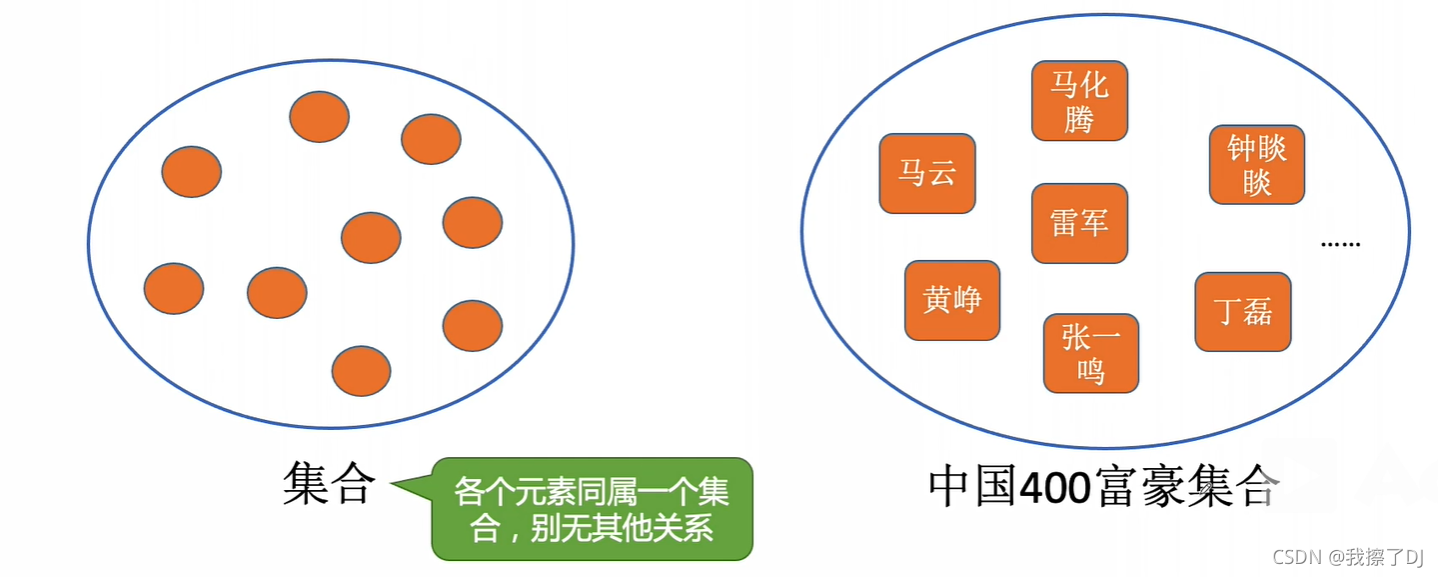 马化
腾
马云
钟睒
睒
雷军
……
黄峥
丁磊
张一
鸣
集合
各个元素同属一个集
合，别无其他关系
中国400富豪集合
CSDN @我擦了DJ